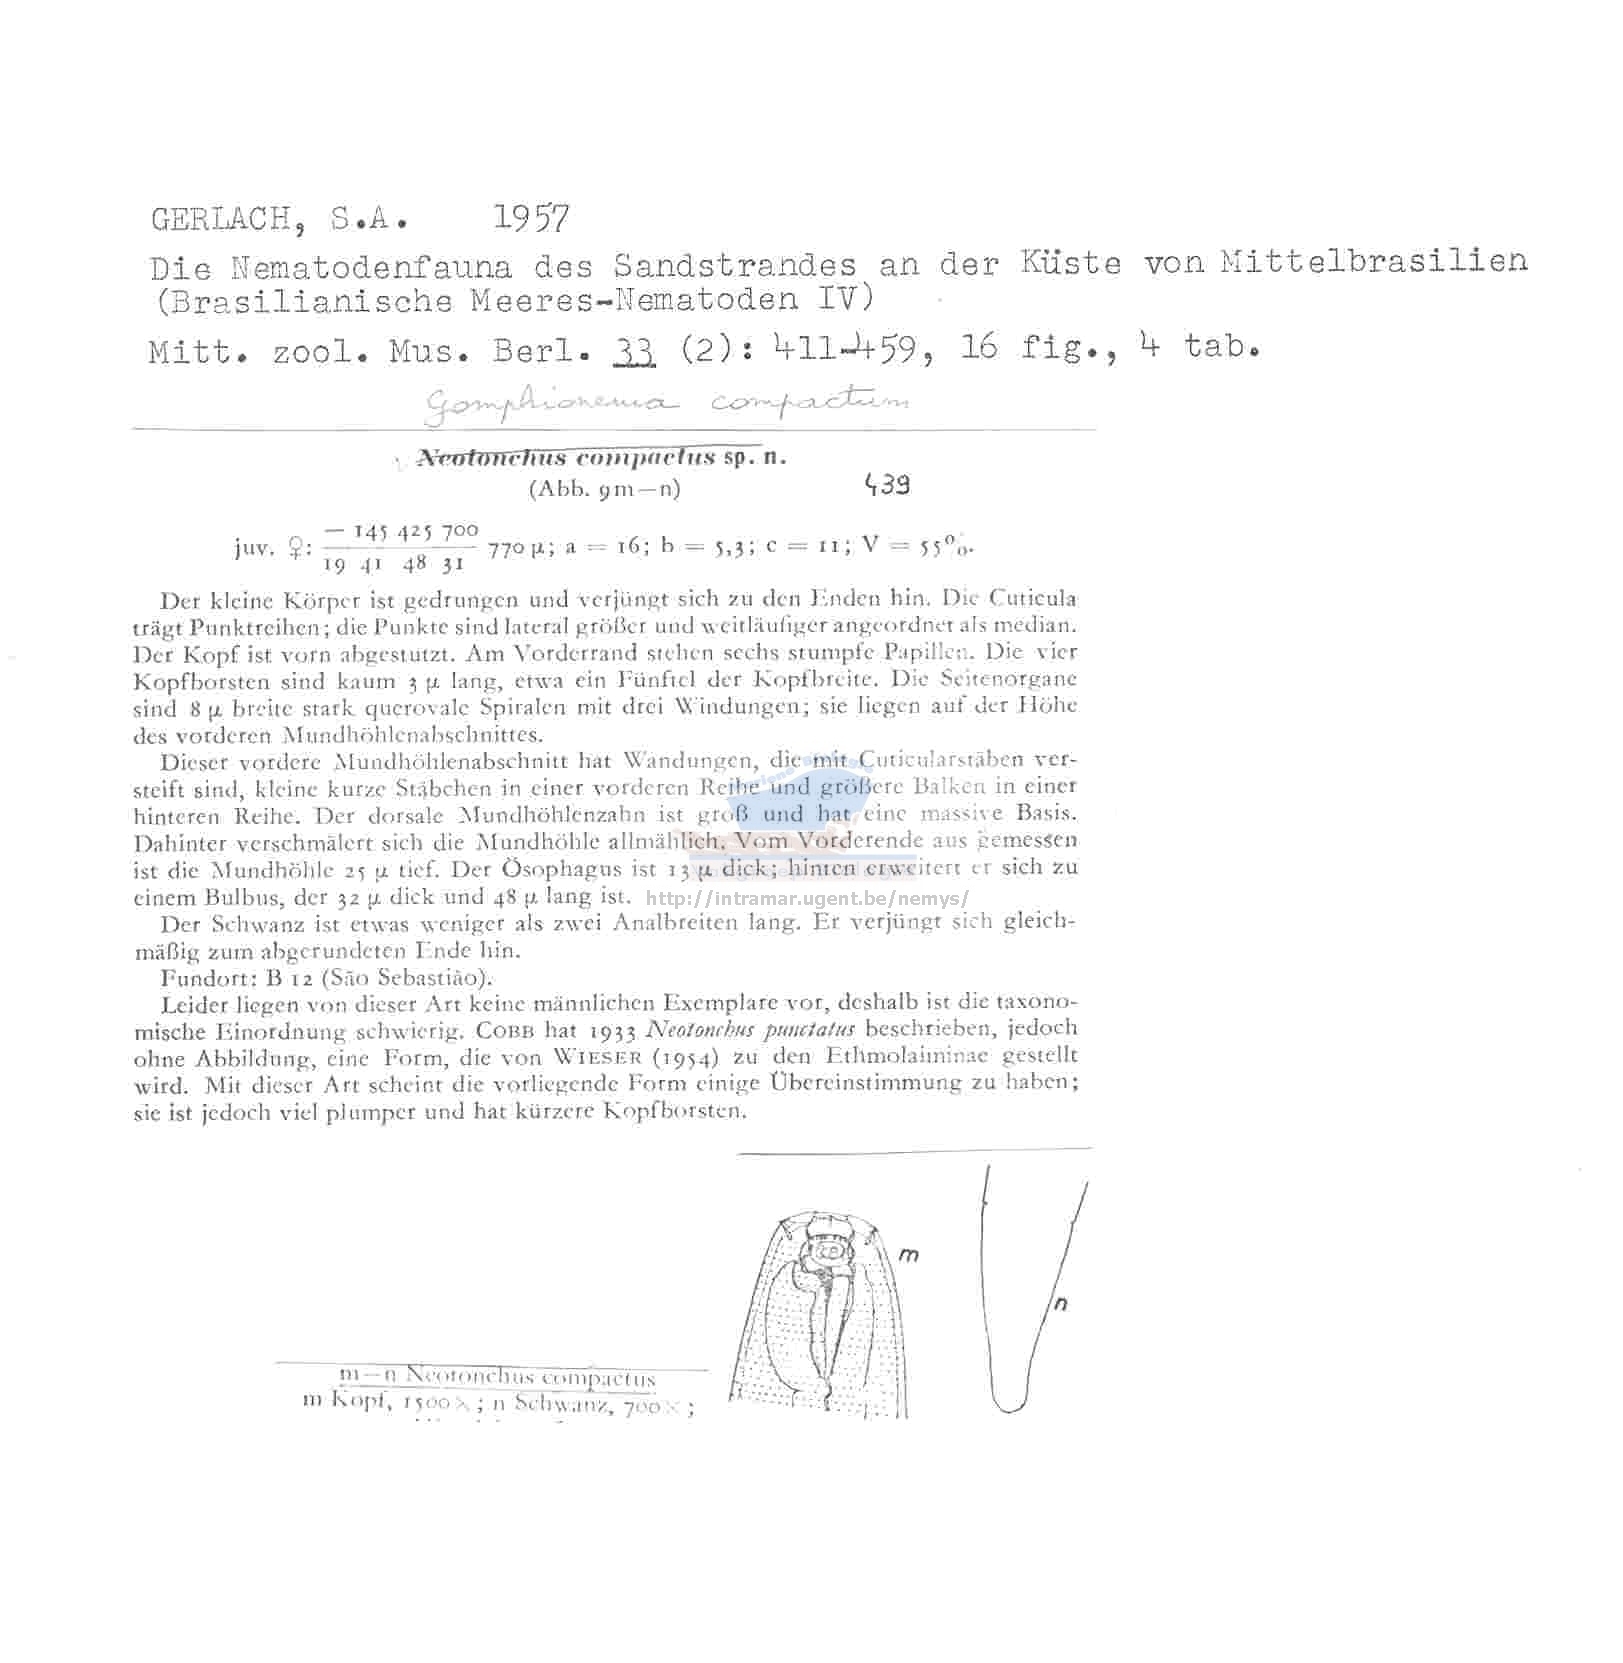 GERLACH, S.A. 1957
Die Nematodenfauna des Sandstrandes an der Küste von Mittelbrasilien
(Brasilianische Meeres-Nematoden IV)
Mitt. zool. Mus. Berl. 33 (2): 411-459, 16 fig., 4 tab.
Gomphionema compactum
Neotonchus compactus sp. n.
(Abb. 9m—n) 439
— 145 425 700
juv. ♀: 770 µ; a = 16; b = 5,3; c = 11; V = 55%.
19 41 48 31
Der kleine Körper ist gedrungen und verjüngt sich zu den Enden hin. Die Cuticula
trägt Punktreihen; die Punkte sind lateral größer und weitläufiger angeordnet als median.
Der Kopf ist vorn abgestutzt. Am Vorderrand stehen sechs stumpfe Papillen. Die vier
Kopfborsten sind kaum 3 µ lang, etwa ein Fünftel der Kopfbreite. Die Seitenorgane
sind 8 µ breite stark querovale Spiralen mit drei Windungen; sie liegen auf der Höhe
des vorderen Mundhöhlenabschnittes.
Dieser vordere Mundhöhlenabschnitt hat Wandungen, die mit Cuticularstäben ver-
steift sind, kleine kurze Stäbchen in einer vorderen Reihe und größere Balken in einer
hinteren Reihe. Der dorsale Mundhöhlenzahn ist groß und hat eine massive Basis.
Dahinter verschmälert sich die Mundhöhle allmählich. Vom Vorderende aus gemessen
ist die Mundhöhle 25 µ tief. Der Ösophagus ist 13 µ dick; hinten erweitert er sich zu
einem Bulbus, der 32 µ dick und 48 µ lang ist. http://intramar.ugent.be/nemys/
Der Schwanz ist etwas weniger als zwei Analbreiten lang. Er verjüngt sich gleich-
mäßig zum abgerundeten Ende hin.
Fundort: B 12 (São Sebastião).
Leider liegen von dieser Art keine männlichen Exemplare vor, deshalb ist die taxono-
mische Einordnung schwierig. COBB hat 1933 Neotonchus punctatus beschrieben, jedoch
ohne Abbildung, eine Form, die von WIESER (1954) zu den Ethmolaiminae gestellt
wird. Mit dieser Art scheint die vorliegende Form einige Übereinstimmung zu haben;
sie ist jedoch viel plumper und hat kürzere Kopfborsten.
m
n
m—n Neotonchus compactus
m Kopf, 1500×; n Schwanz, 700×;